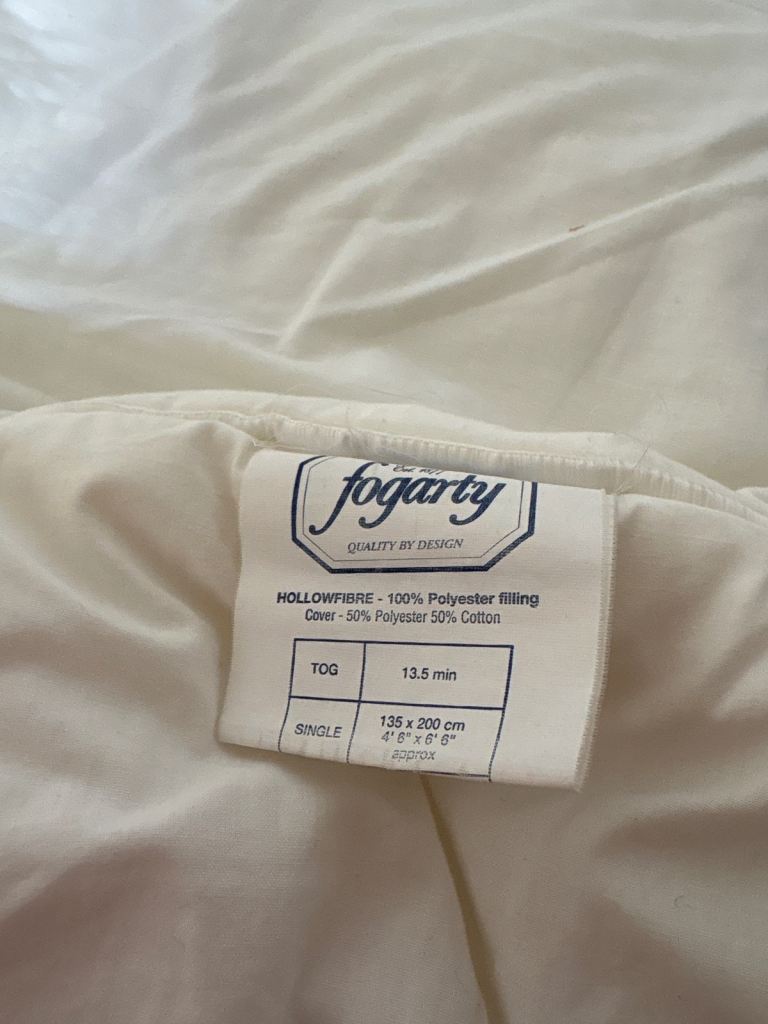 fogarty
QUALITY BY DESIGN
HOLLOWFIBRE - 100% Polyester filling
Cover - 50% Polyester 50% Cotton
TOG 13.5 min
SINGLE 135 x 200 cm
4' 6" x 6' 6"
approx